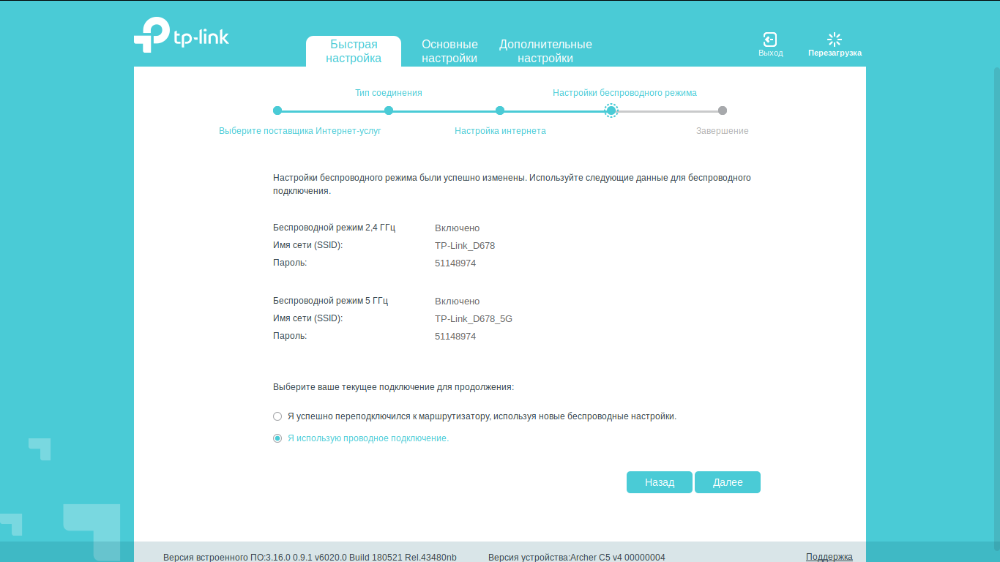 tp-link
Быстрая
настройка
Основные
настройки
Дополнительные
настройки
Выход
Перезагрузка
Тип соединения
Настройки беспроводного режима
Выберите поставщика Интернет-услуг
Настройка интернета
Завершение
Настройки беспроводного режима были успешно изменены. Используйте следующие данные для беспроводного
подключения.
Беспроводной режим 2,4 ГГц Включено
Имя сети (SSID): TP-Link_D678
Пароль: 51148974
Беспроводной режим 5 ГГц Включено
Имя сети (SSID): TP-Link_D678_5G
Пароль: 51148974
Выберите ваше текущее подключение для продолжения:
Я успешно переподключился к маршрутизатору, используя новые беспроводные настройки.
Я использую проводное подключение.
Назад Далее
Версия встроенного ПО:3.16.0 0.9.1 v6020.0 Build 180521 Rel.43480nb Версия устройства:Archer C5 v4 00000004 Поддержка